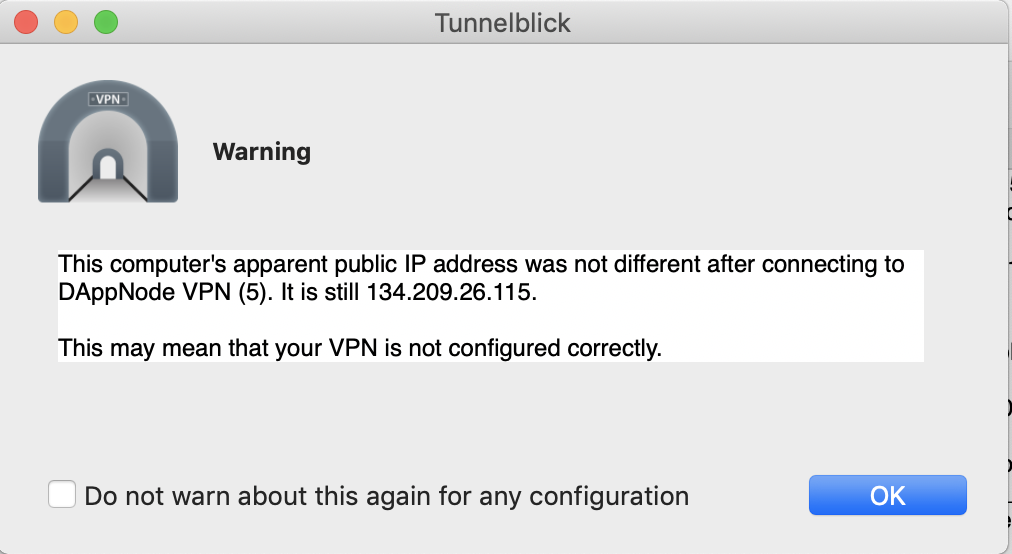 Tunnelblick
VPN
Warning
This computer's apparent public IP address was not different after connecting to
DAppNode VPN (5). It is still 134.209.26.115.
This may mean that your VPN is not configured correctly.
Do not warn about this again for any configuration
OK